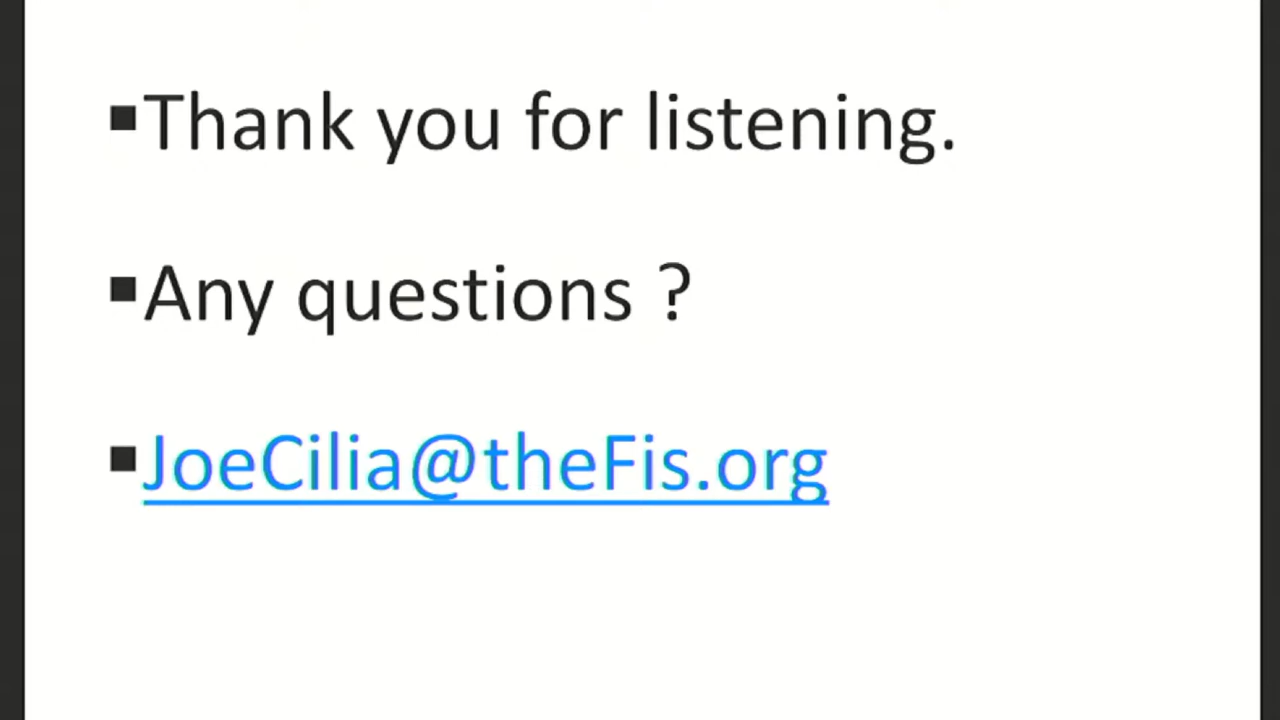 ▪Thank you for listening.
▪Any questions ?
▪JoeCilia@theFis.org